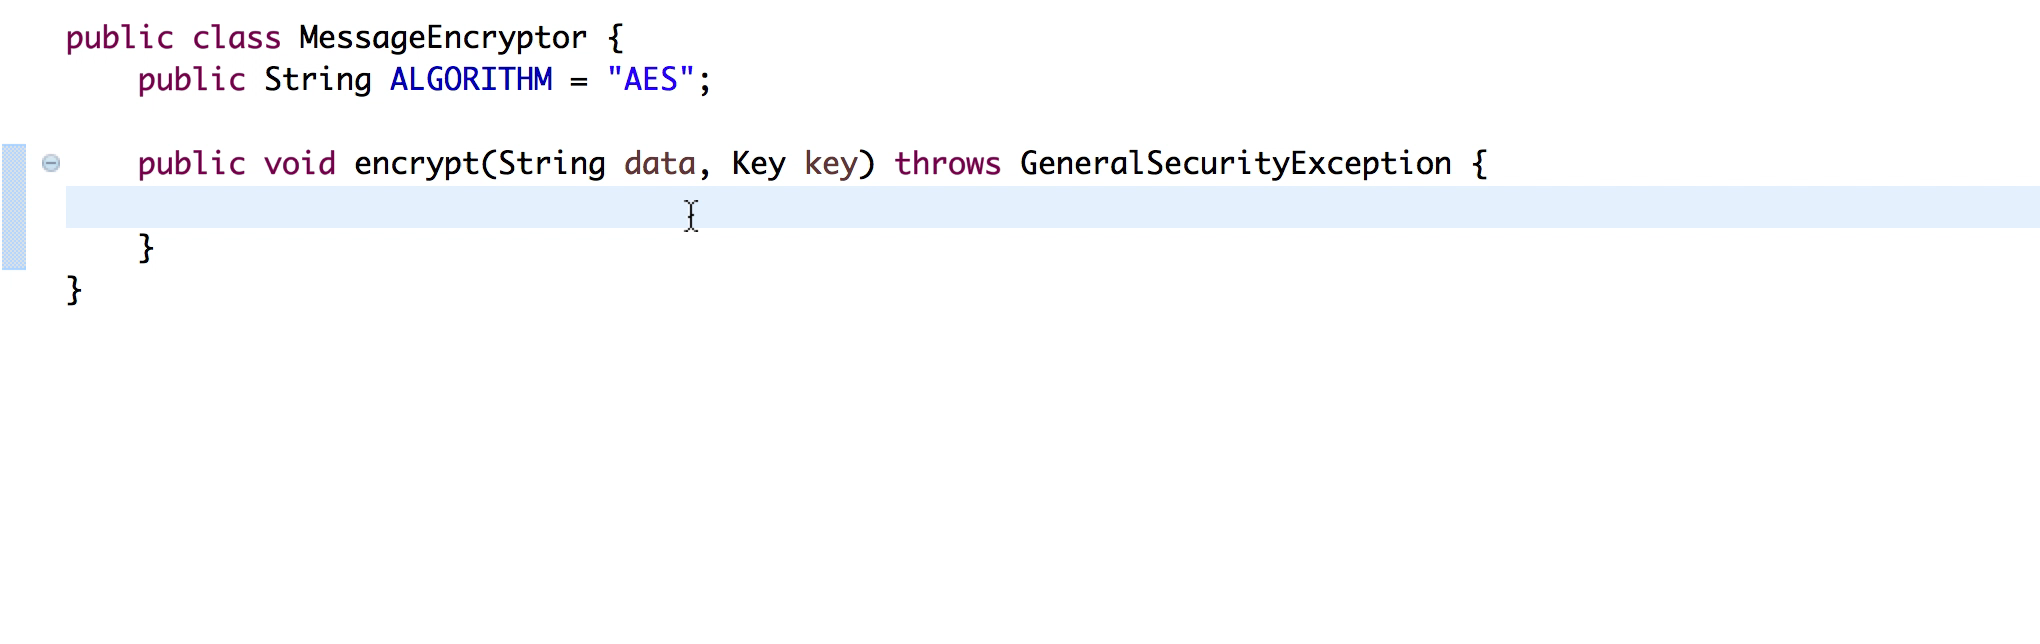 public class MessageEncryptor {
    public String ALGORITHM = "AES";
    public void encrypt(String data, Key key) throws GeneralSecurityException {
    }
}